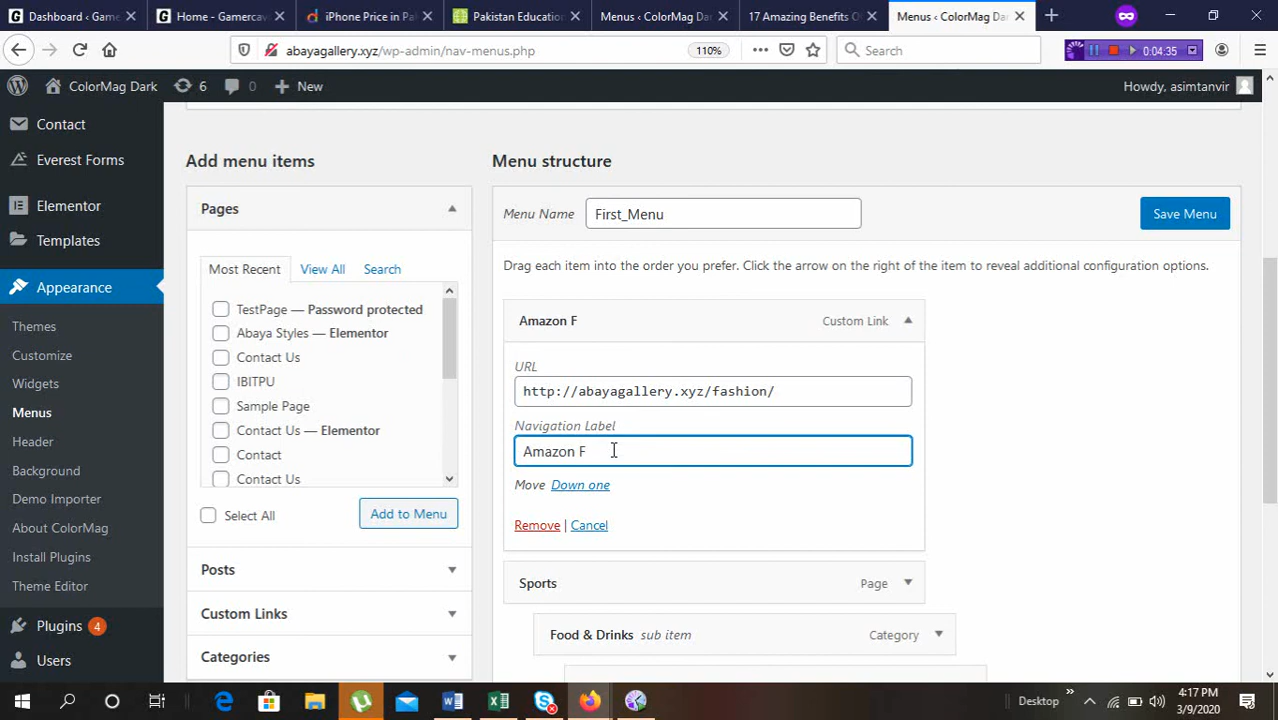 Dashboard ‹ Game
Home - Gamercav
iPhone Price in Pa
Pakistan Education
Menus ‹ ColorMag D
17 Amazing Benefits O
Menus ‹ ColorMag Da
abayagallery.xyz/wp-admin/nav-menus.php
110%
Search
0:04:35
ColorMag Dark
6
0
New
Howdy, asimtanvir
Contact
Everest Forms
Elementor
Templates
Appearance
Themes
Customize
Widgets
Menus
Header
Background
Demo Importer
About ColorMag
Install Plugins
Theme Editor
Plugins 4
Users
Add menu items
Pages
Most Recent
View All
Search
TestPage — Password protected
Abaya Styles — Elementor
Contact Us
IBITPU
Sample Page
Contact Us — Elementor
Contact
Contact Us
Select All
Add to Menu
Posts
Custom Links
Categories
Menu structure
Menu Name
First_Menu
Save Menu
Drag each item into the order you prefer. Click the arrow on the right of the item to reveal additional configuration options.
Amazon F
Custom Link
URL
http://abayagallery.xyz/fashion/
Navigation Label
Amazon F
Move Down one
Remove | Cancel
Sports
Page
Food & Drinks sub item
Category
Desktop
4:17 PM
3/9/2020